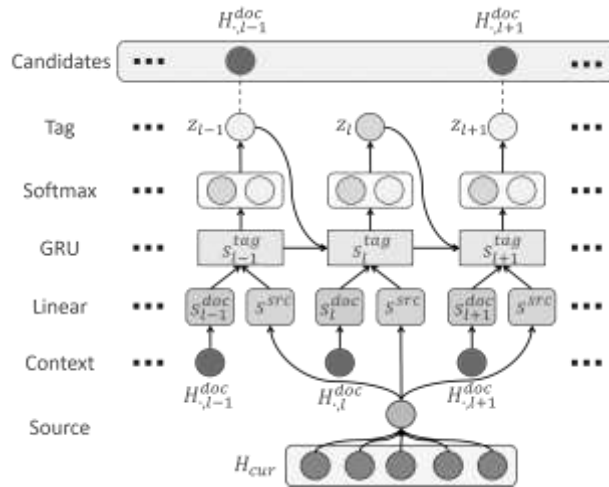 H^{doc}_{·,l-1} H^{doc}_{·,l+1}
Candidates ... ...
Tag ... z_{l-1} z_l z_{l+1} ...
Softmax ... ...
GRU ... s^{tag}_{l-1} s^{tag}_l s^{tag}_{l+1} ...
Linear ... s^{doc}_{l-1} s^{src} s^{doc}_l s^{src} s^{doc}_{l+1} s^{src} ...
Context ... ...
H^{doc}_{·,l-1} H^{doc}_{·,l} H^{doc}_{·,l+1}
Source
H_{cur}